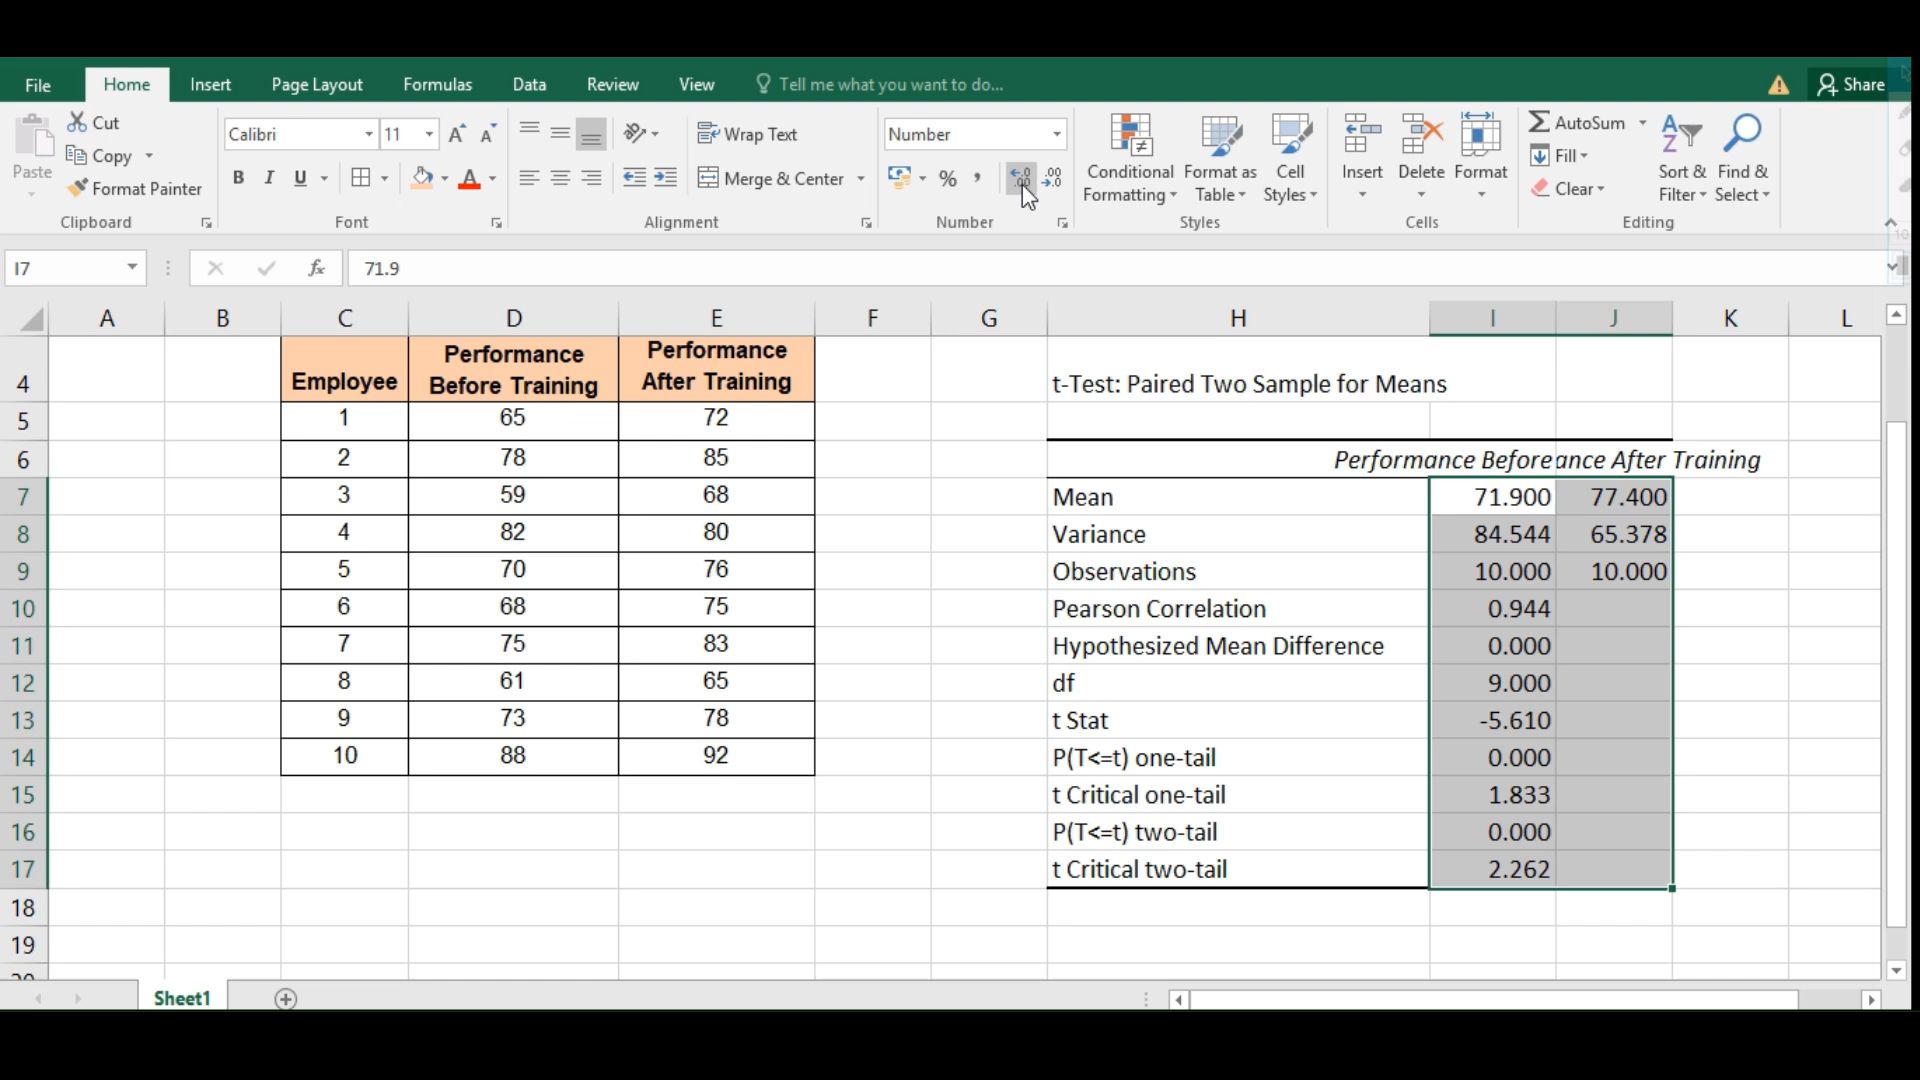 File Home Insert Page Layout Formulas Data Review View Tell me what you want to do... Share
Paste Cut Copy Format Painter Clipboard
Calibri 11 A A B I U A Font
Wrap Text Merge & Center Alignment
Number % , .0 .00 .00 .0 Number
Conditional Formatting Format as Table Cell Styles Styles
Insert Delete Format Cells
AutoSum Fill Clear Sort & Filter Find & Select Editing
I7 fx 71.9
A B C D E F G H I J K L
4 Employee Performance Before Training Performance After Training t-Test: Paired Two Sample for Means
5 1 65 72
6 2 78 85 Performance Before ance After Training
7 3 59 68 Mean 71.900 77.400
8 4 82 80 Variance 84.544 65.378
9 5 70 76 Observations 10.000 10.000
10 6 68 75 Pearson Correlation 0.944
11 7 75 83 Hypothesized Mean Difference 0.000
12 8 61 65 df 9.000
13 9 73 78 t Stat -5.610
14 10 88 92 P(T<=t) one-tail 0.000
15 t Critical one-tail 1.833
16 P(T<=t) two-tail 0.000
17 t Critical two-tail 2.262
18
19
Sheet1